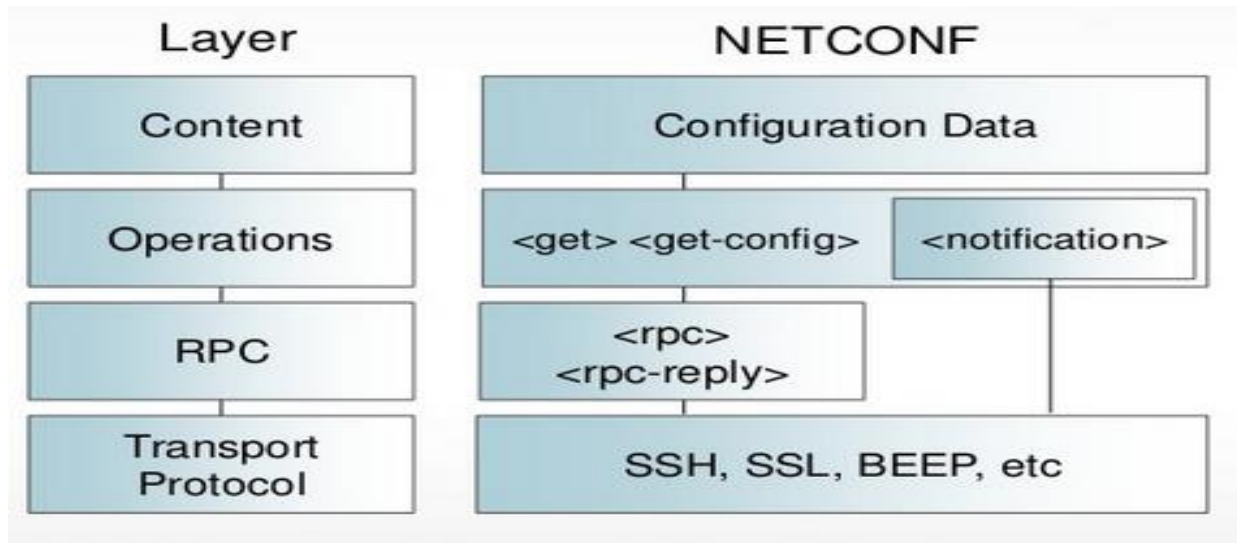 Layer
NETCONF
Content
Configuration Data
Operations
<get> <get-config>
<notification>
RPC
<rpc>
<rpc-reply>
Transport
Protocol
SSH, SSL, BEEP, etc